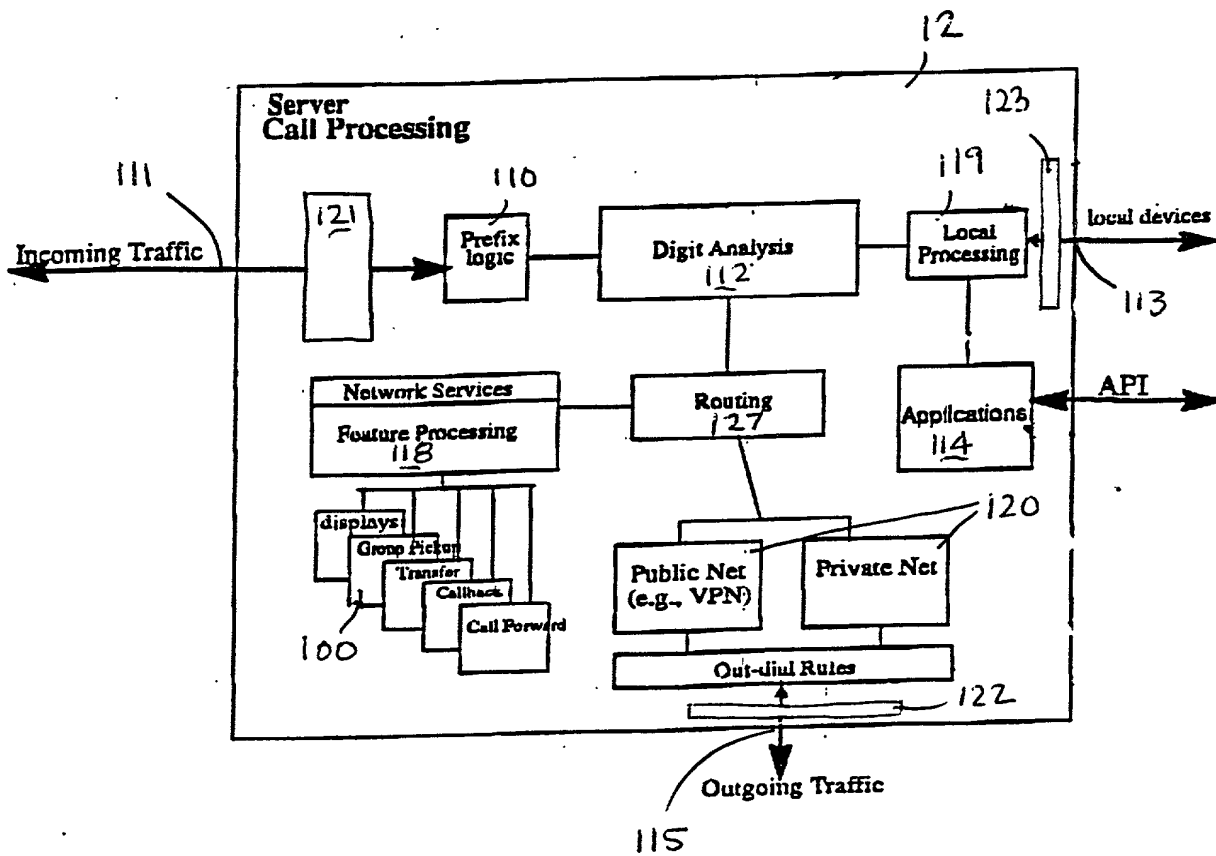 12
Server
Call Processing
123
111
110
119
121
Incoming Traffic
Prefix
logic
Digit Analysis
112
Local
Processing
local devices
113
Network Services
Feature Processing
118
Routing
127
Applications
114
API
displays
Group Pickup
Transfer
Callback
Call Forward
100
Public Net
(e.g., VPN)
Private Net
120
Out-dial Rules
122
Outgoing Traffic
115